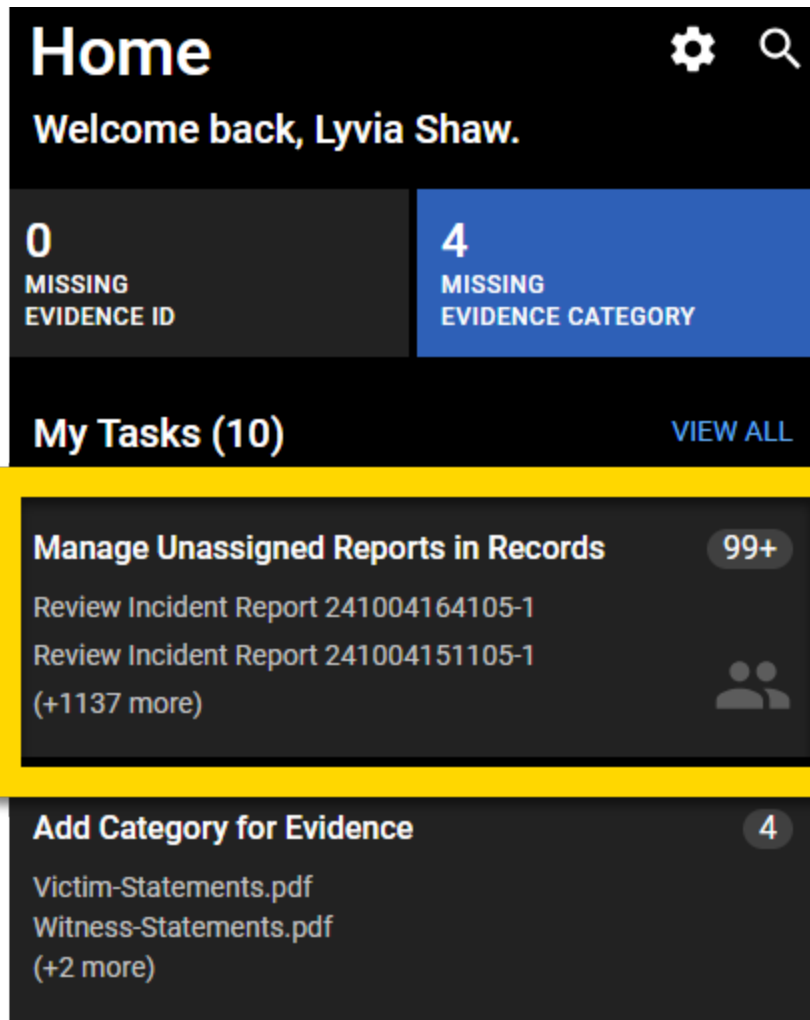 Home
Welcome back, Lyvia Shaw.
0
MISSING
EVIDENCE ID
4
MISSING
EVIDENCE CATEGORY
My Tasks (10)
VIEW ALL
Manage Unassigned Reports in Records
99+
Review Incident Report 241004164105-1
Review Incident Report 241004151105-1
(+1137 more)
Add Category for Evidence
4
Victim-Statements.pdf
Witness-Statements.pdf
(+2 more)